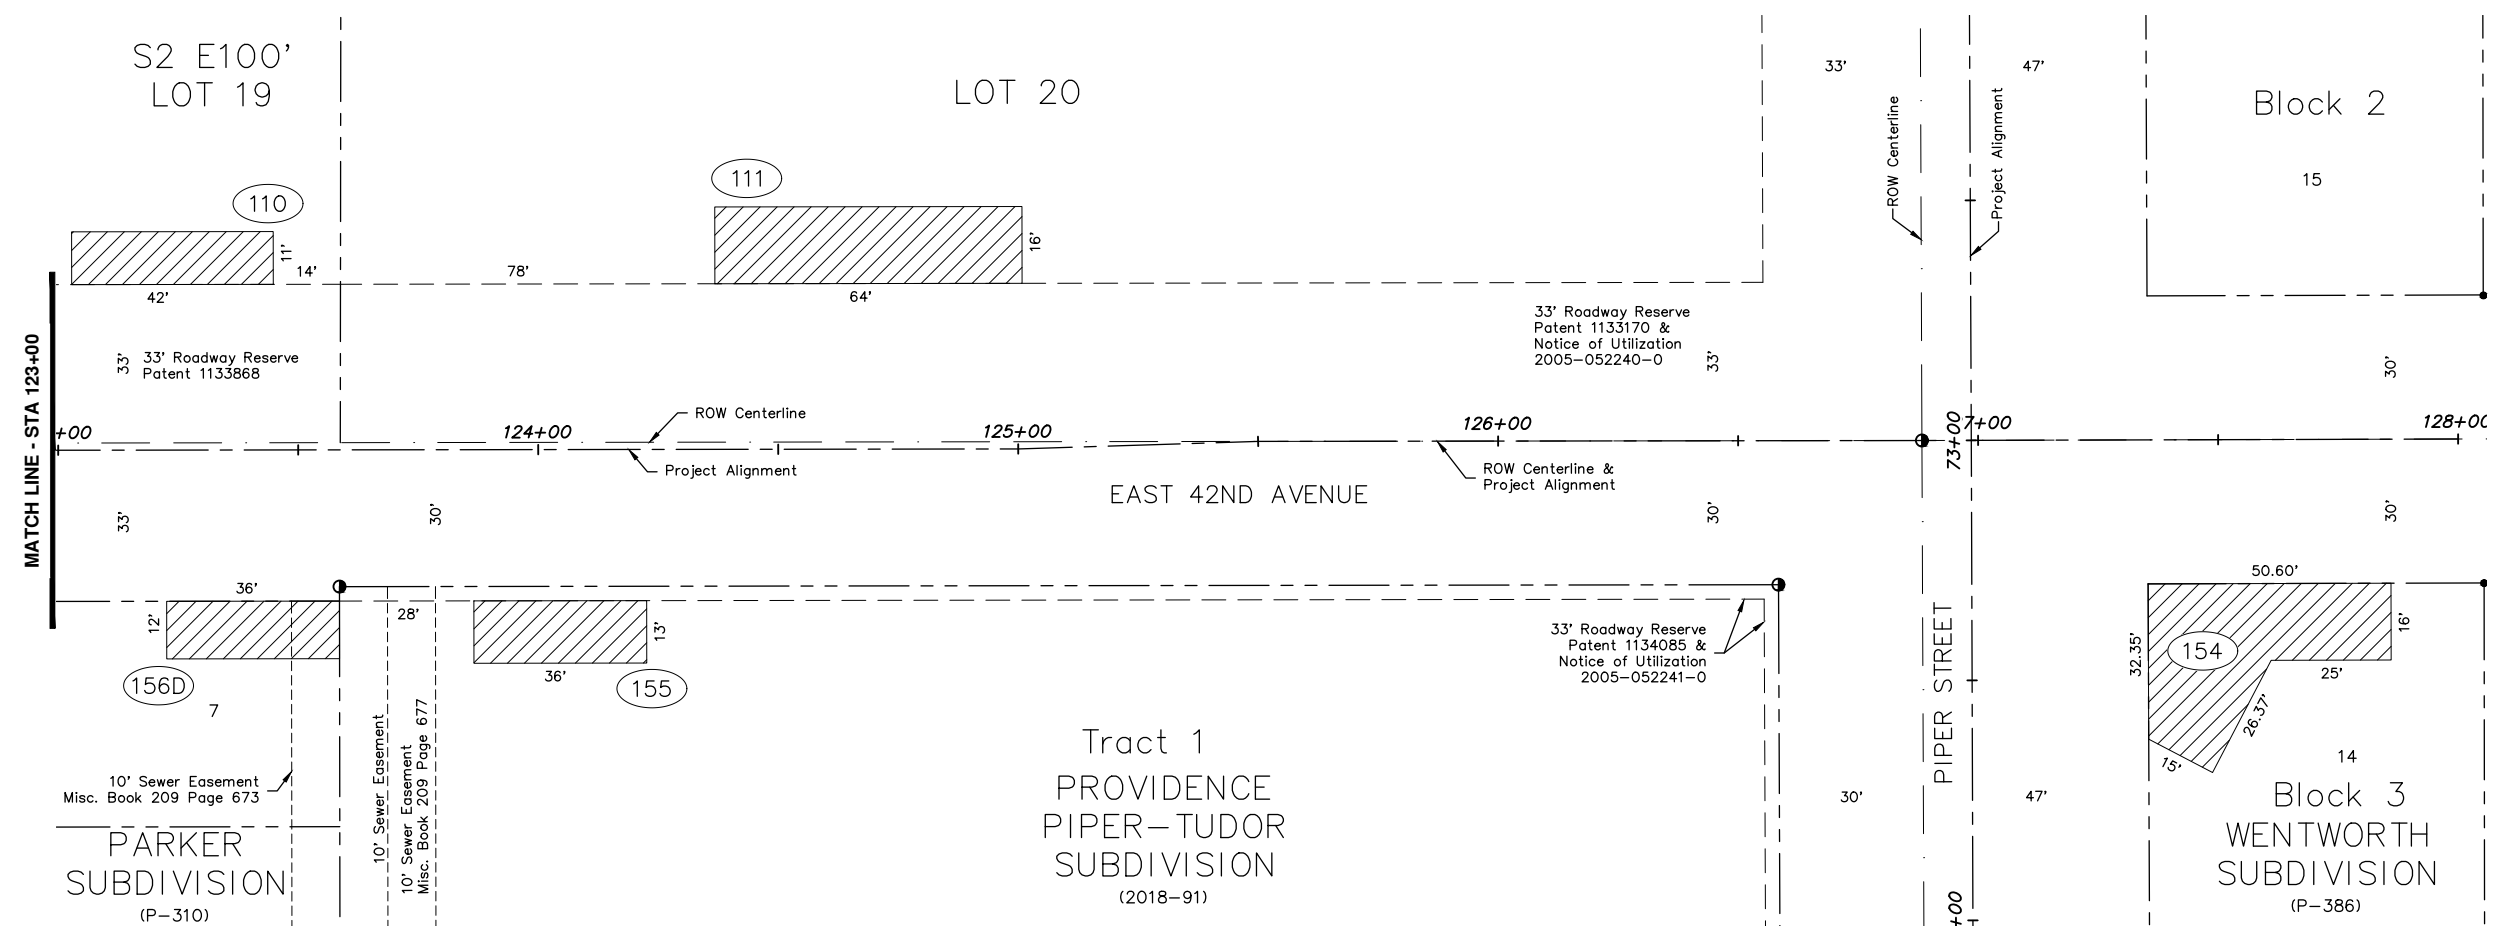 S2 E100'
LOT 19
LOT 20
33'
47'
ROW Centerline
Project Alignment
Block 2
15
110
11'
14'
42'
78'
111
16'
64'
MATCH LINE - STA 123+00
33'
33' Roadway Reserve
Patent 1133868
33' Roadway Reserve
Patent 1133170 &
Notice of Utilization
2005-052240-0
33'
30'
ROW Centerline
+00
124+00
125+00
126+00
73+00
7+00
128+00
Project Alignment
ROW Centerline &
Project Alignment
EAST 42ND AVENUE
33'
30'
30'
30'
36'
12'
28'
13'
36'
156D
155
7
33' Roadway Reserve
Patent 1134085 &
Notice of Utilization
2005-052241-0
PIPER STREET
50.60'
32.35'
154
16'
25'
26.37'
15'
14
10' Sewer Easement
Misc. Book 209 Page 673
10' Sewer Easement
10' Sewer Easement
Misc. Book 209 Page 677
Tract 1
PROVIDENCE
PIPER-TUDOR
SUBDIVISION
(2018-91)
30'
47'
Block 3
WENTWORTH
SUBDIVISION
(P-386)
PARKER
SUBDIVISION
(P-310)
+00